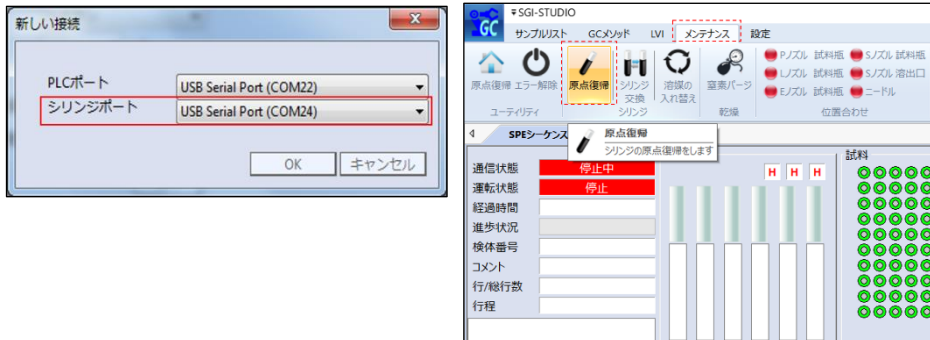 新しい接続
PLCポート
USB Serial Port (COM22)
シリンジポート
USB Serial Port (COM24)
OK
キャンセル
GC
SGI-STUDIO
サンプルリスト
GCメソッド
LVI
メンテナンス
設定
原点復帰
エラー解除
原点復帰
シリンジ
交換
溶媒の
入れ替え
窒素パージ
Pノズル 試料瓶
Sノズル 試料瓶
Lノズル 試料瓶
Sノズル 溶出口
Eノズル 試料瓶
ニードル
ユーティリティ
シリンジ
乾燥
位置合わせ
SPEシーケンス
原点復帰
シリンジの原点復帰をします
通信状態
停止中
運転状態
停止
経過時間
進歩状況
検体番号
コメント
行/総行数
行程
H H H
試料